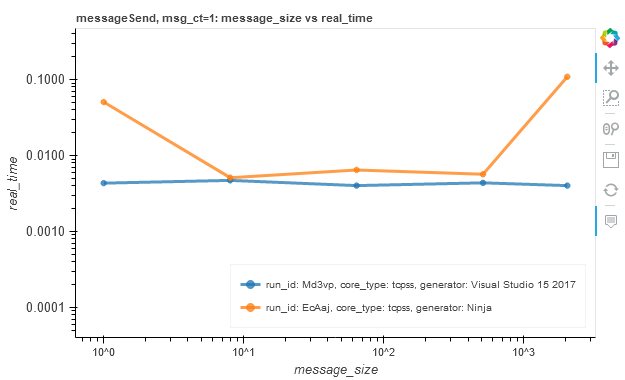 messageSend, msg_ct=1: message_size vs real_time
0.1000
0.0100
0.0010
0.0001
real_time
run_id: Md3vp, core_type: tcpss, generator: Visual Studio 15 2017
run_id: EcAaj, core_type: tcpss, generator: Ninja
10^0
10^1
10^2
10^3
message_size